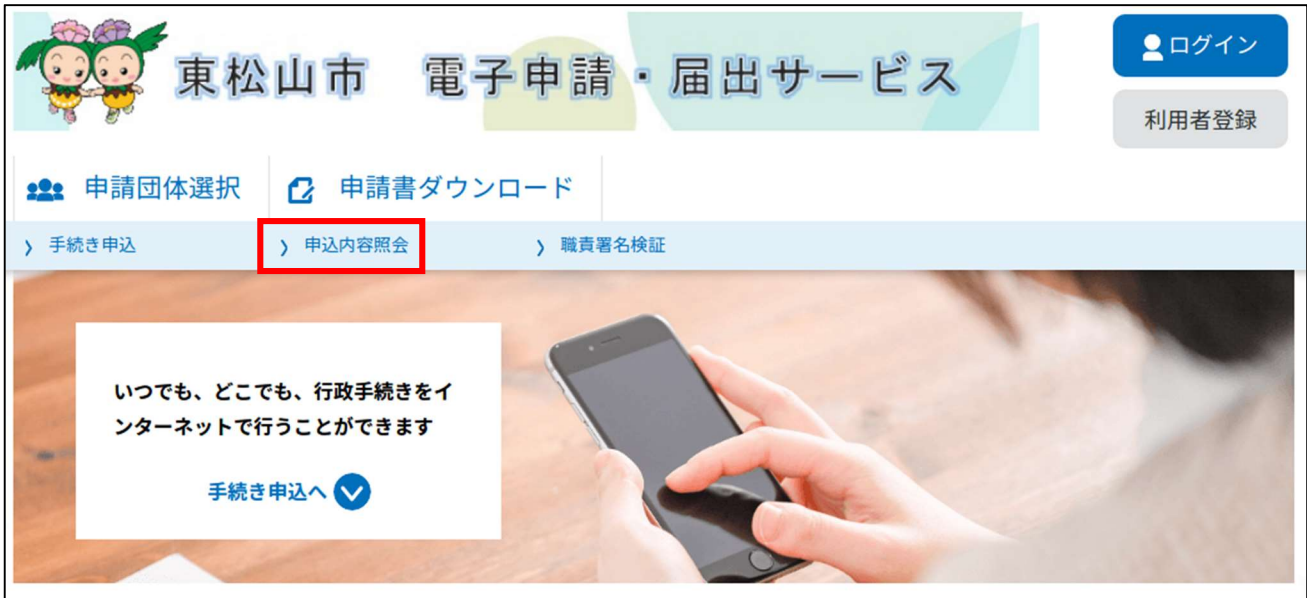 東松山市　電子申請・届出サービス
ログイン
利用者登録
申請団体選択
申請書ダウンロード
手続き申込
申込内容照会
職責署名検証
いつでも、どこでも、行政手続きをイ
ンターネットで行うことができます
手続き申込へ